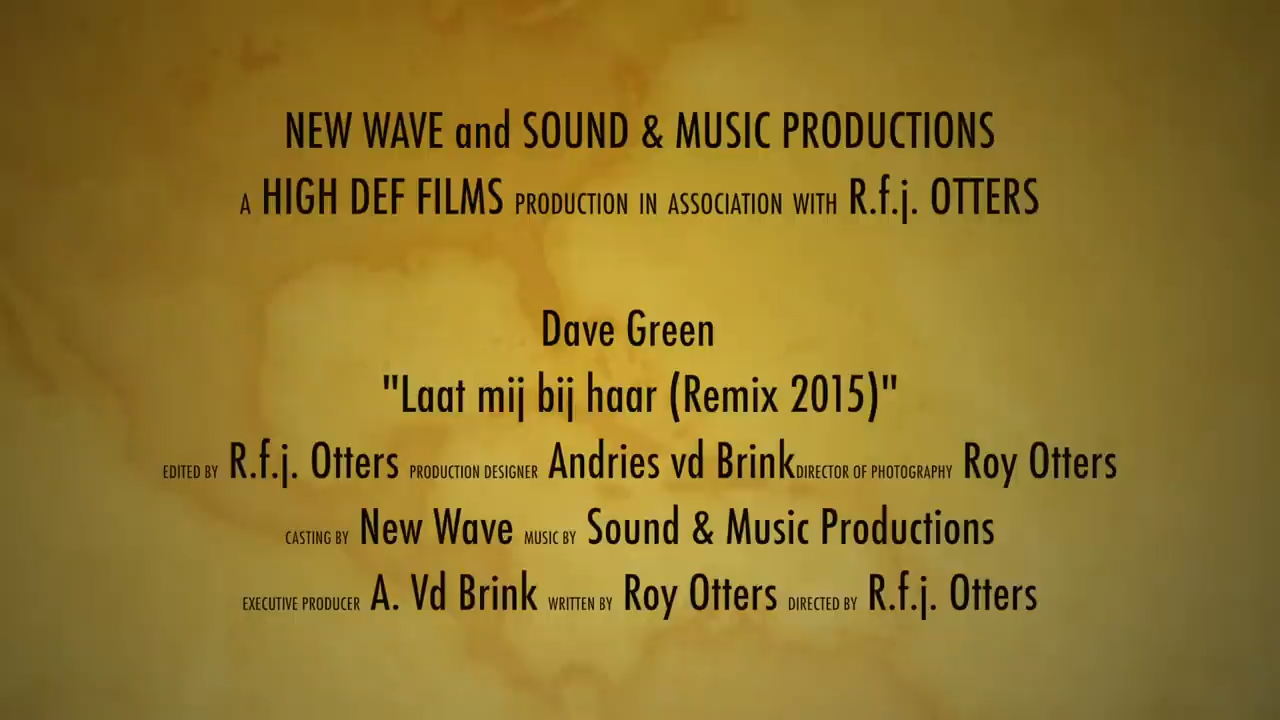 NEW WAVE and SOUND & MUSIC PRODUCTIONS
A HIGH DEF FILMS PRODUCTION IN ASSOCIATION WITH R.f.j. OTTERS
Dave Green
"Laat mij bij haar (Remix 2015)"
EDITED BY R.f.j. Otters PRODUCTION DESIGNER Andries vd Brink DIRECTOR OF PHOTOGRAPHY Roy Otters
CASTING BY New Wave MUSIC BY Sound & Music Productions
EXECUTIVE PRODUCER A. Vd Brink WRITTEN BY Roy Otters DIRECTED BY R.f.j. Otters